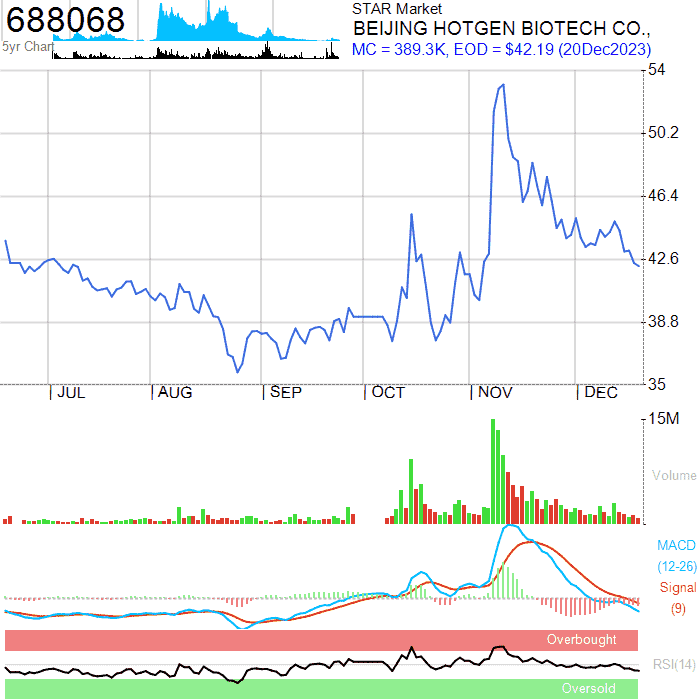 688068
5yr Chart
STAR Market
BEIJING HOTGEN BIOTECH CO.,
MC = 389.3K, EOD = $42.19 (20Dec2023)
54
50.2
46.4
42.6
38.8
35
| JUL | AUG | SEP | OCT | NOV | DEC
15M
Volume
MACD
(12-26)
Signal
(9)
Overbought
RSI(14)
Oversold